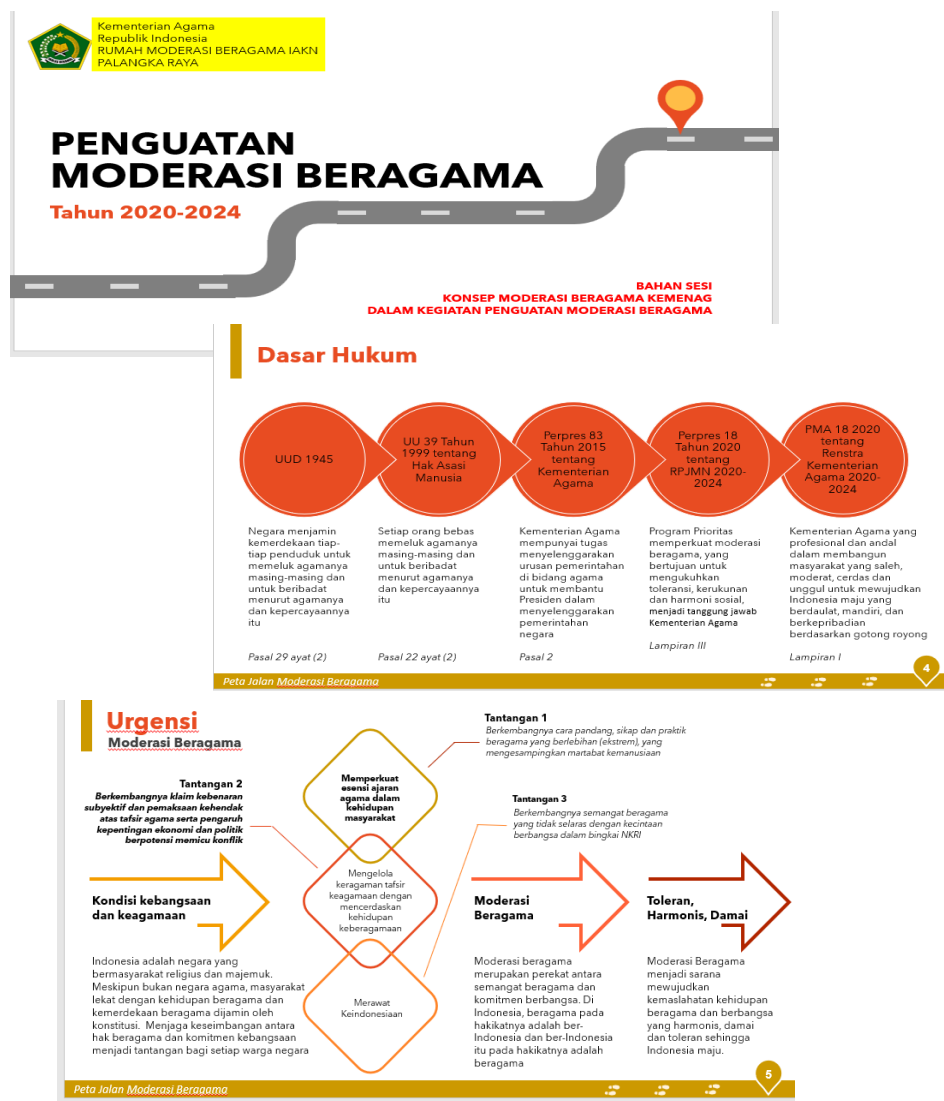 Kementerian Agama
Republik Indonesia
RUMAH MODERASI BERAGAMA IAKN
PALANGKA RAYA
PENGUATAN
MODERASI BERAGAMA
Tahun 2020-2024
BAHAN SESI
KONSEP MODERASI BERAGAMA KEMENAG
DALAM KEGIATAN PENGUATAN MODERASI BERAGAMA
Dasar Hukum
UUD 1945
UU 39 Tahun
1999 tentang
Hak Asasi
Manusia
Perpres 83
Tahun 2015
tentang
Kementerian
Agama
Perpres 18
Tahun 2020
tentang
RPJMN 2020-
2024
PMA 18 2020
tentang
Renstra
Kementerian
Agama 2020-
2024
Negara menjamin
kemerdekaan tiap-
tiap penduduk untuk
memeluk agamanya
masing-masing dan
untuk beribadat
menurut agamanya
dan kepercayaannya
itu
Pasal 29 ayat (2)
Setiap orang bebas
memeluk agamanya
masing-masing dan
untuk beribadat
menurut agamanya
dan kepercayaannya
itu
Pasal 22 ayat (2)
Kementerian Agama
mempunyai tugas
menyelenggarakan
urusan pemerintahan
di bidang agama
untuk membantu
Presiden dalam
menyelenggarakan
pemerintahan
negara
Pasal 2
Program Prioritas
memperkuat moderasi
beragama, yang
bertujuan untuk
mengukuhkan
toleransi, kerukunan
dan harmoni sosial,
menjadi tanggung jawab
Kementerian Agama
Lampiran III
Kementerian Agama yang
profesional dan andal
dalam membangun
masyarakat yang saleh,
moderat, cerdas dan
unggul untuk mewujudkan
Indonesia maju yang
berdaulat, mandiri, dan
berkepribadian
berdasarkan gotong royong
Lampiran I
Peta Jalan Moderasi Beragama
4
Urgensi
Moderasi Beragama
Tantangan 1
Berkembangnya cara pandang, sikap dan praktik
beragama yang berlebihan (ekstrem), yang
mengesampingkan martabat kemanusiaan
Tantangan 2
Berkembangnya klaim kebenaran
subyektif dan pemaksaan kehendak
atas tafsir agama serta pengaruh
kepentingan ekonomi dan politik
berpotensi memicu konflik
Memperkuat
esensi ajaran
agama dalam
kehidupan
masyarakat
Tantangan 3
Berkembangnya semangat beragama
yang tidak selaras dengan kecintaan
berbangsa dalam bingkai NKRI
Mengelola
keragaman tafsir
keagamaan dengan
mencerdaskan
kehidupan
keberagamaan
Merawat
Keindonesiaan
Kondisi kebangsaan
dan keagamaan
Indonesia adalah negara yang
bermasyarakat religius dan majemuk.
Meskipun bukan negara agama, masyarakat
lekat dengan kehidupan beragama dan
kemerdekaan beragama dijamin oleh
konstitusi. Menjaga keseimbangan antara
hak beragama dan komitmen kebangsaan
menjadi tantangan bagi setiap warga negara
Moderasi
Beragama
Moderasi beragama
merupakan perekat antara
semangat beragama dan
komitmen berbangsa. Di
Indonesia, beragama pada
hakikatnya adalah ber-
Indonesia dan ber-Indonesia
itu pada hakikatnya adalah
beragama
Toleran,
Harmonis, Damai
Moderasi Beragama
menjadi sarana
mewujudkan
kemaslahatan kehidupan
beragama dan berbangsa
yang harmonis, damai
dan toleran sehingga
Indonesia maju.
Peta Jalan Moderasi Beragama
5